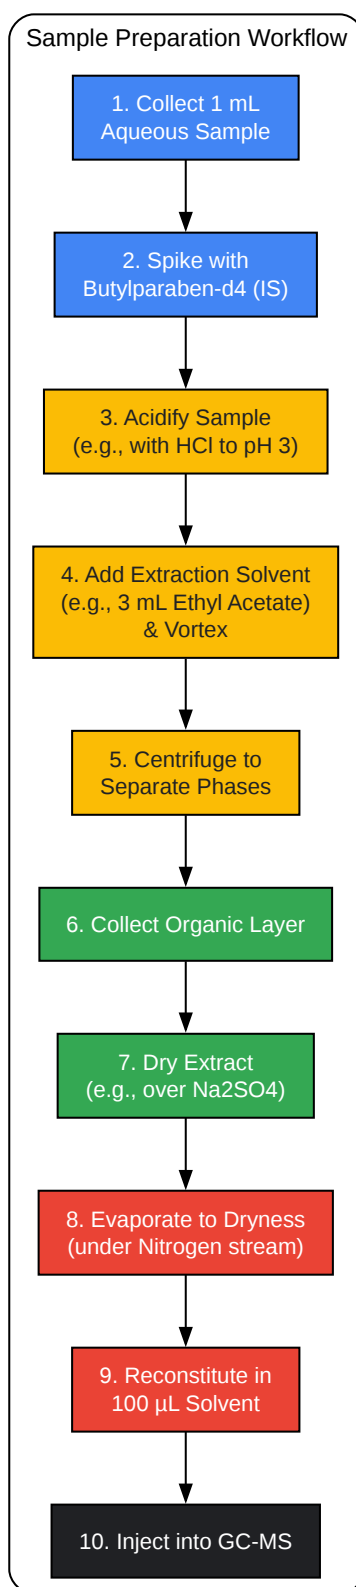 Sample Preparation Workflow
1. Collect 1 mL
Aqueous Sample
2. Spike with
Butylparaben-d4 (IS)
3. Acidify Sample
(e.g., with HCl to pH 3)
4. Add Extraction Solvent
(e.g., 3 mL Ethyl Acetate)
& Vortex
5. Centrifuge to
Separate Phases
6. Collect Organic Layer
7. Dry Extract
(e.g., over Na2SO4)
8. Evaporate to Dryness
(under Nitrogen stream)
9. Reconstitute in
100 µL Solvent
10. Inject into GC-MS